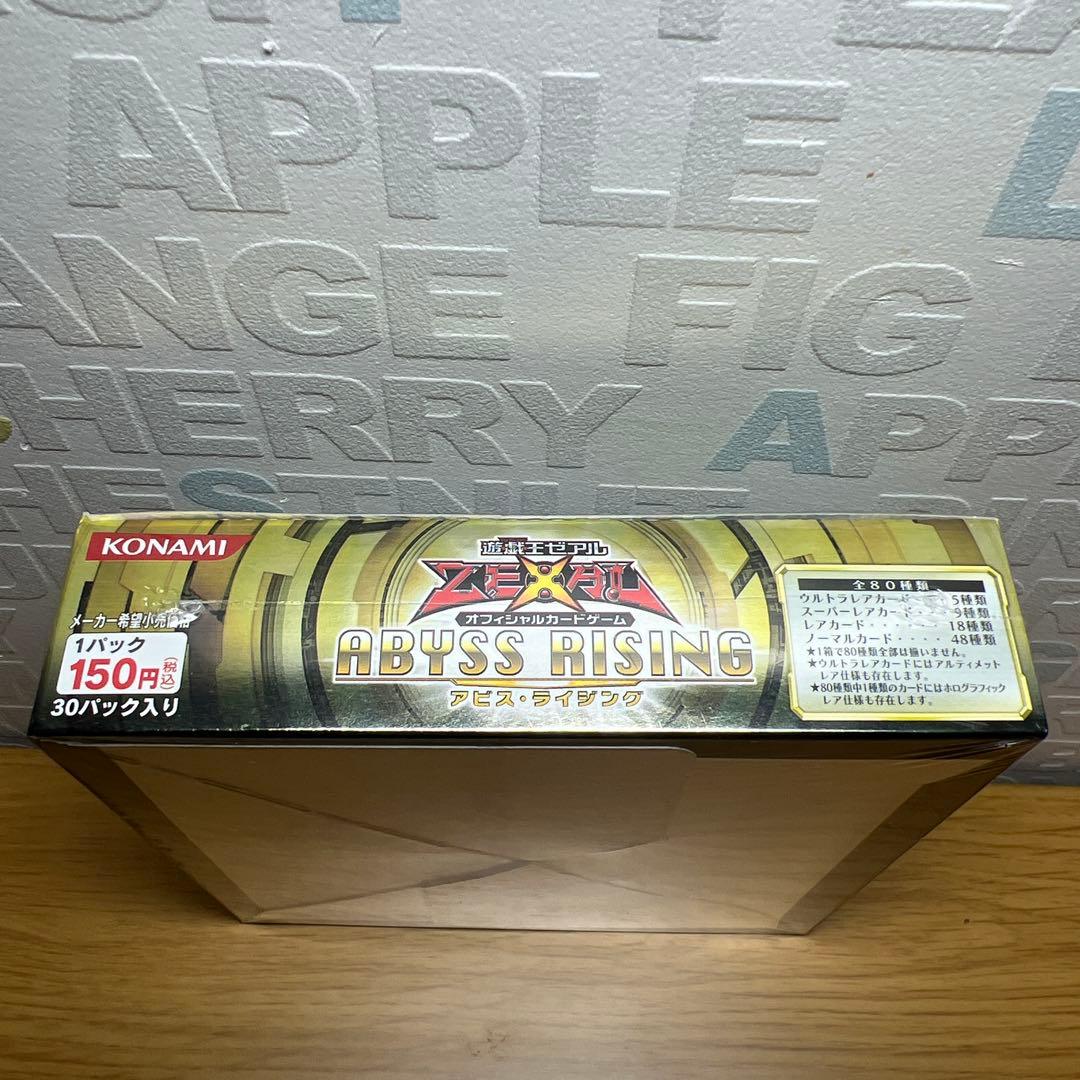 APPLE
ANGE FIG
HERRY APP
KONAMI
遊戯王ゼアル
ZEXAL
オフィシャルカードゲーム
ABYSS RISING
アビス・ライジング
メーカー希望小売価格
1パック
150円(税込)
30パック入り
全80種類
ウルトラレアカード 5種類
スーパーレアカード・・・ 9種類
レアカード・・・・・・・ 18種類
ノーマルカード・・・・ 48種類
★1箱で80種類全部は揃いません。
★ウルトラレアカードにはアルティメット
レア仕様も存在します。
★80種類中1種類のカードにはホログラフィック
レア仕様も存在します。